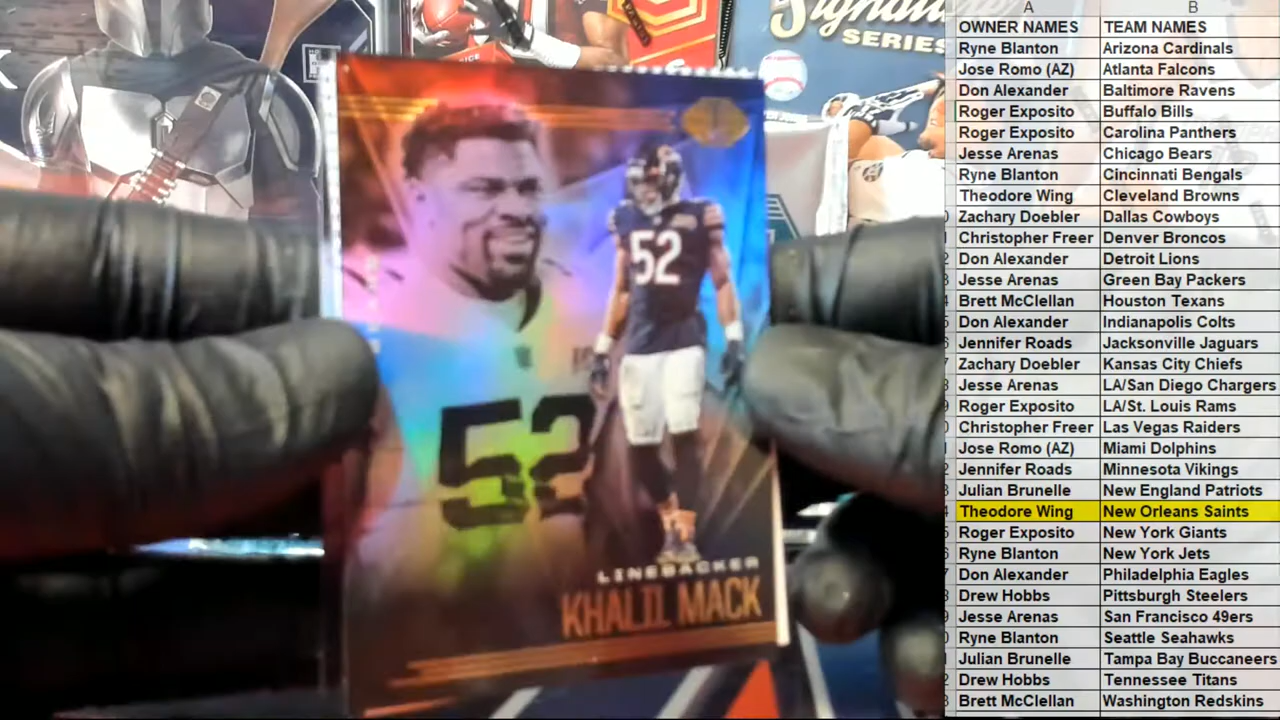 Signature
SERIES
52
52
LINEBACKER
KHALIL MACK
A B
OWNER NAMES TEAM NAMES
Ryne Blanton Arizona Cardinals
Jose Romo (AZ) Atlanta Falcons
Don Alexander Baltimore Ravens
Roger Exposito Buffalo Bills
Roger Exposito Carolina Panthers
Jesse Arenas Chicago Bears
Ryne Blanton Cincinnati Bengals
Theodore Wing Cleveland Browns
Zachary Doebler Dallas Cowboys
Christopher Freer Denver Broncos
Don Alexander Detroit Lions
Jesse Arenas Green Bay Packers
Brett McClellan Houston Texans
Don Alexander Indianapolis Colts
Jennifer Roads Jacksonville Jaguars
Zachary Doebler Kansas City Chiefs
Jesse Arenas LA/San Diego Chargers
Roger Exposito LA/St. Louis Rams
Christopher Freer Las Vegas Raiders
Jose Romo (AZ) Miami Dolphins
Jennifer Roads Minnesota Vikings
Julian Brunelle New England Patriots
Theodore Wing New Orleans Saints
Roger Exposito New York Giants
Ryne Blanton New York Jets
Don Alexander Philadelphia Eagles
Drew Hobbs Pittsburgh Steelers
Jesse Arenas San Francisco 49ers
Ryne Blanton Seattle Seahawks
Julian Brunelle Tampa Bay Buccaneers
Drew Hobbs Tennessee Titans
Brett McClellan Washington Redskins